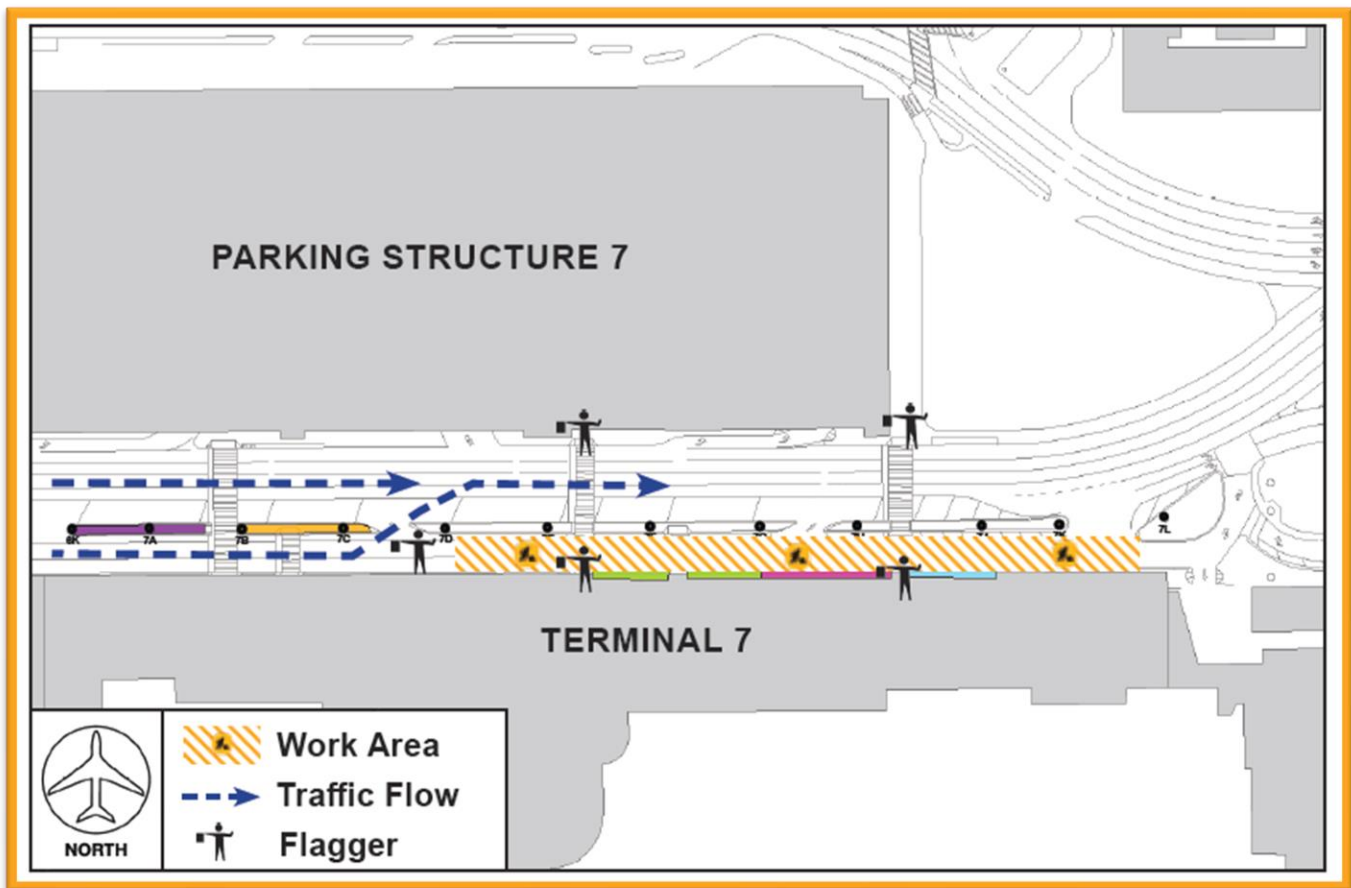 PARKING STRUCTURE 7
6K
7A
7B
7C
7D
7L
TERMINAL 7
Work Area
Traffic Flow
Flagger
NORTH